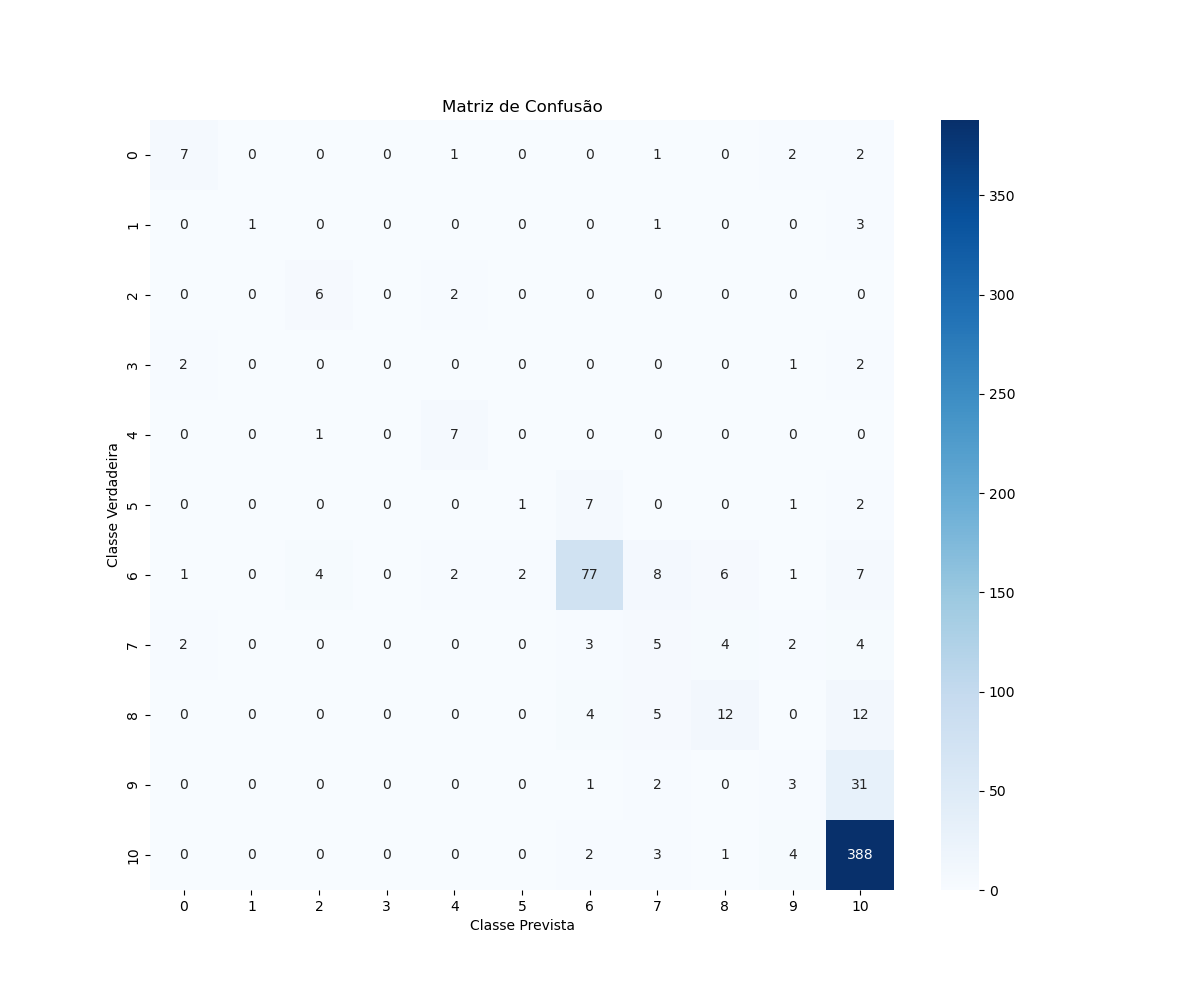 Matriz de Confusão
0 7 0 0 0 1 0 0 1 0 2 2
1 0 1 0 0 0 0 0 1 0 0 3
2 0 0 6 0 2 0 0 0 0 0 0
3 2 0 0 0 0 0 0 0 0 1 2
4 0 0 1 0 7 0 0 0 0 0 0
5 0 0 0 0 0 1 7 0 0 1 2
6 1 0 4 0 2 2 77 8 6 1 7
7 2 0 0 0 0 0 3 5 4 2 4
8 0 0 0 0 0 0 4 5 12 0 12
9 0 0 0 0 0 0 1 2 0 3 31
10 0 0 0 0 0 0 2 3 1 4 388
0 1 2 3 4 5 6 7 8 9 10
Classe Prevista
Classe Verdadeira
350
300
250
200
150
100
50
0